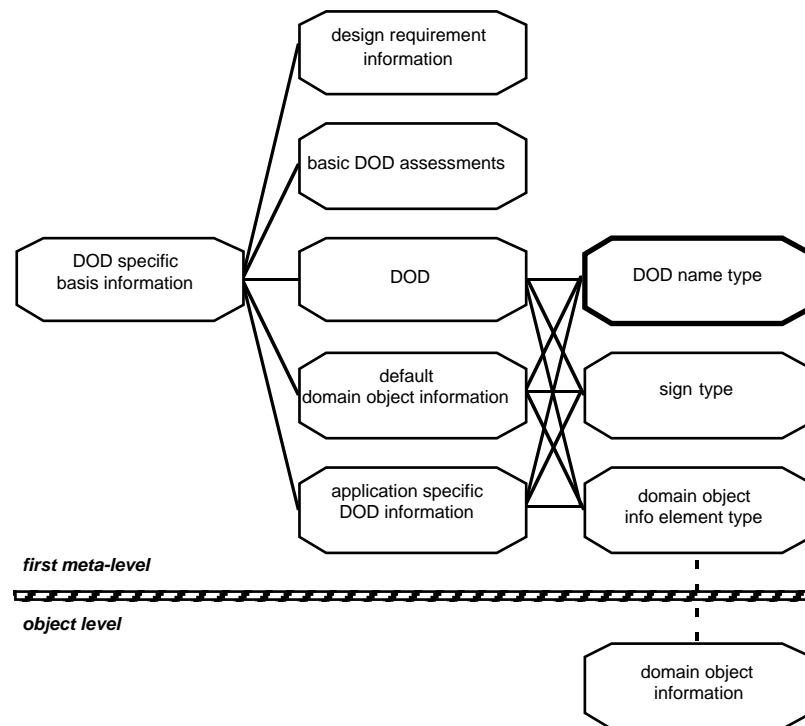 design requirement
information
basic DOD assessments
DOD specific
basis information
DOD
DOD name type
default
domain object information
sign type
application specific
DOD information
domain object
info element type
first meta-level
object level
domain object
information